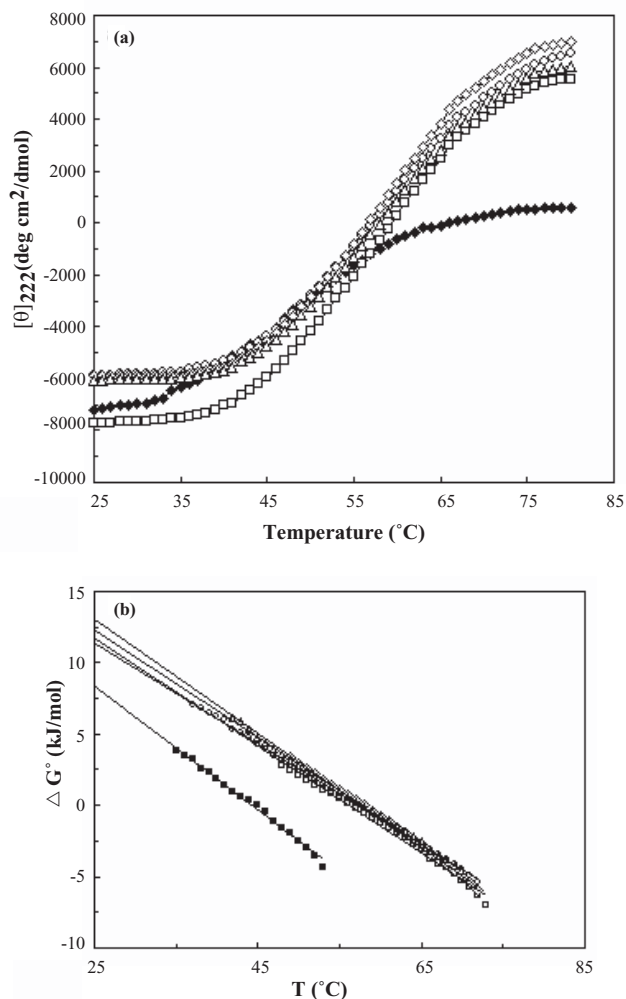 (a)
8000
6000
4000
2000
0
-2000
-4000
-6000
-8000
-10000
[θ]222(deg cm2/dmol)
25 35 45 55 65 75 85
Temperature (˚C)
(b)
15
10
5
0
-5
-10
△ G˚ (kJ/mol)
25 45 65 85
T (˚C)